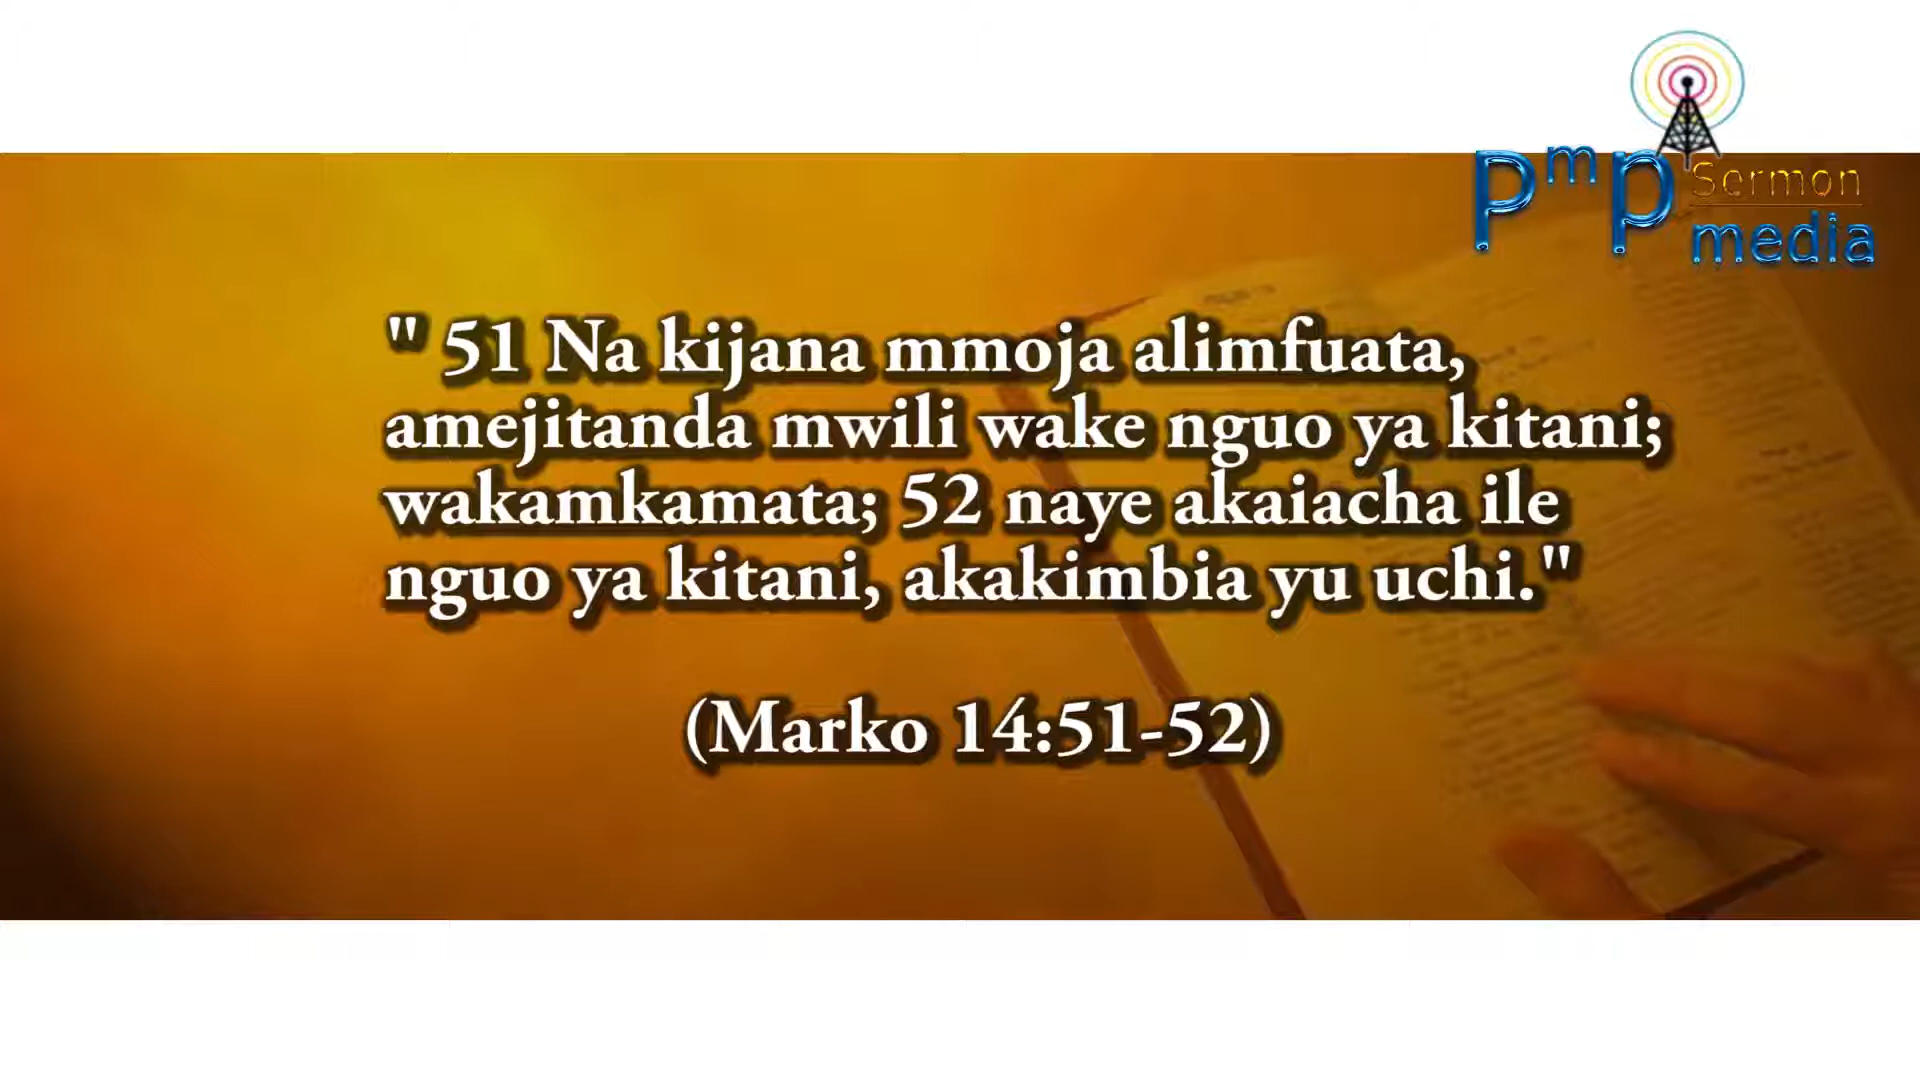 PmP Sermon
media
" 51 Na kijana mmoja alimfuata,
amejitanda mwili wake nguo ya kitani;
wakamkamata; 52 naye akaiacha ile
nguo ya kitani, akakimbia yu uchi."
(Marko 14:51-52)